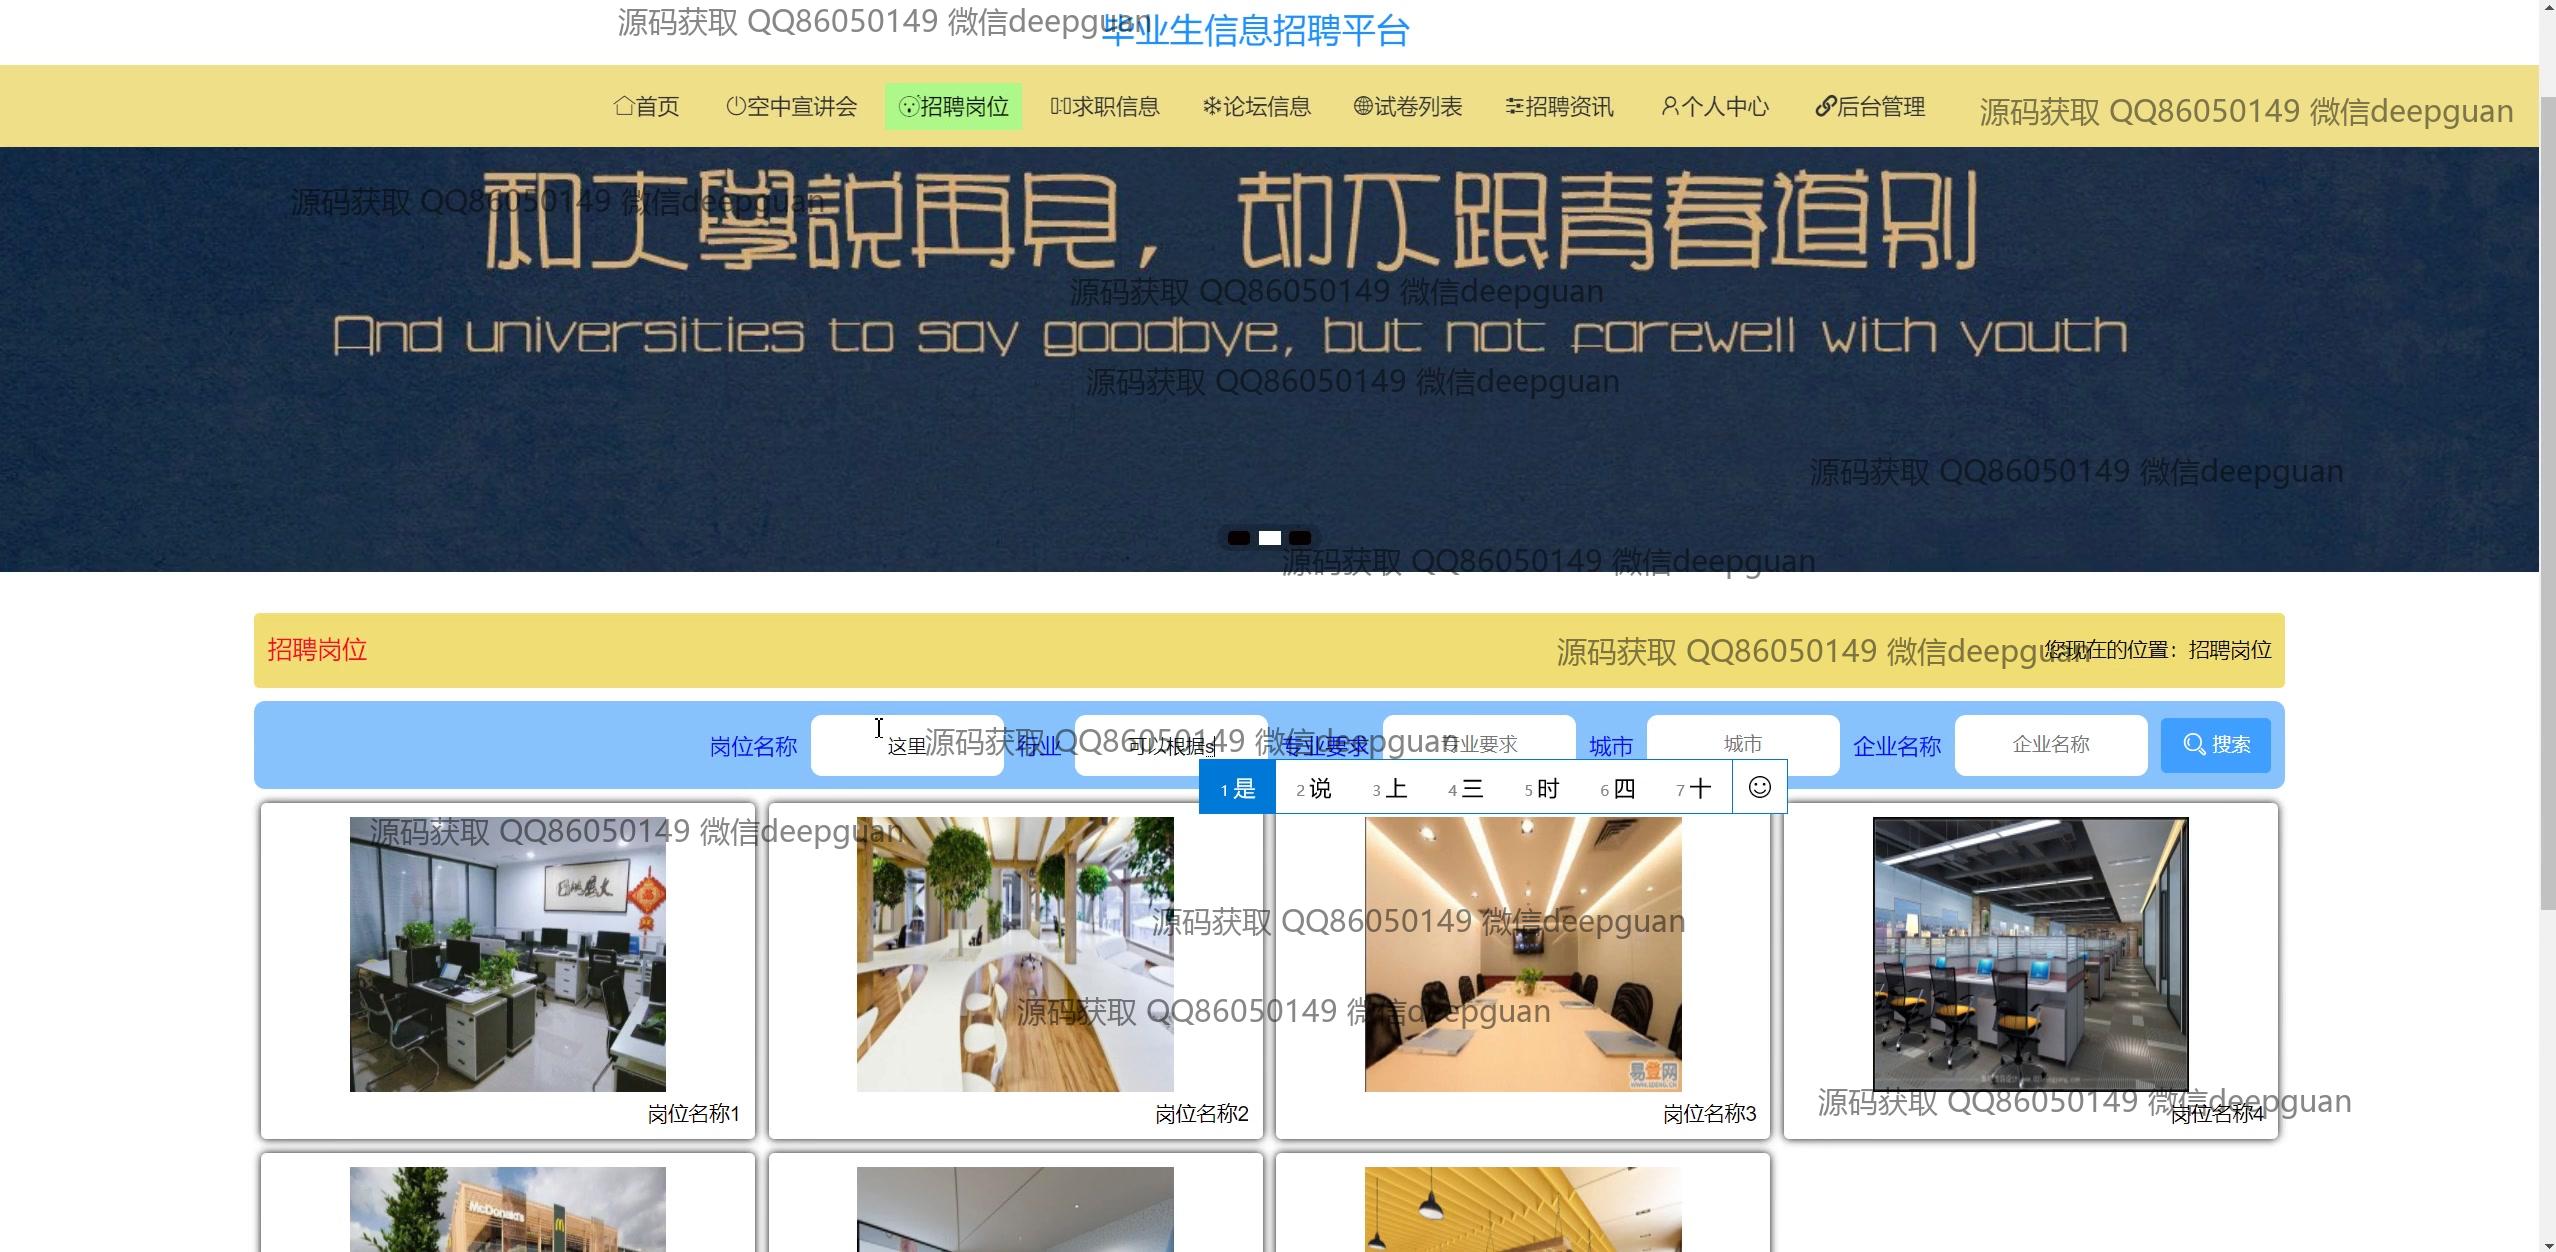 源码获取 QQ86050149 微信deepguan
毕业生信息招聘平台
首页 空中宣讲会 招聘岗位 求职信息 论坛信息 试卷列表 招聘资讯 个人中心 后台管理
源码获取 QQ86050149 微信deepguan
源码获取 QQ86050149 微信deepguan
和大學説再見，却不跟青春道别
源码获取 QQ86050149 微信deepguan
And universities to say goodbye, but not farewell with youth
源码获取 QQ86050149 微信deepguan
源码获取 QQ86050149 微信deepguan
源码获取 QQ86050149 微信deepguan
招聘岗位
源码获取 QQ86050149 微信deepguan
您现在的位置：招聘岗位
岗位名称 这里 行业 可以根据s 专业要求 专业要求 城市 城市 企业名称 企业名称 搜索
源码获取 QQ86050149 微信deepguan
1 是 2 说 3 上 4 三 5 时 6 四 7 十
源码获取 QQ86050149 微信deepguan
源码获取 QQ86050149 微信deepguan
源码获取 QQ86050149 微信deepguan
易登网
源码获取 QQ86050149 微信deepguan
岗位名称1 岗位名称2 岗位名称3 岗位名称4
McDonald's